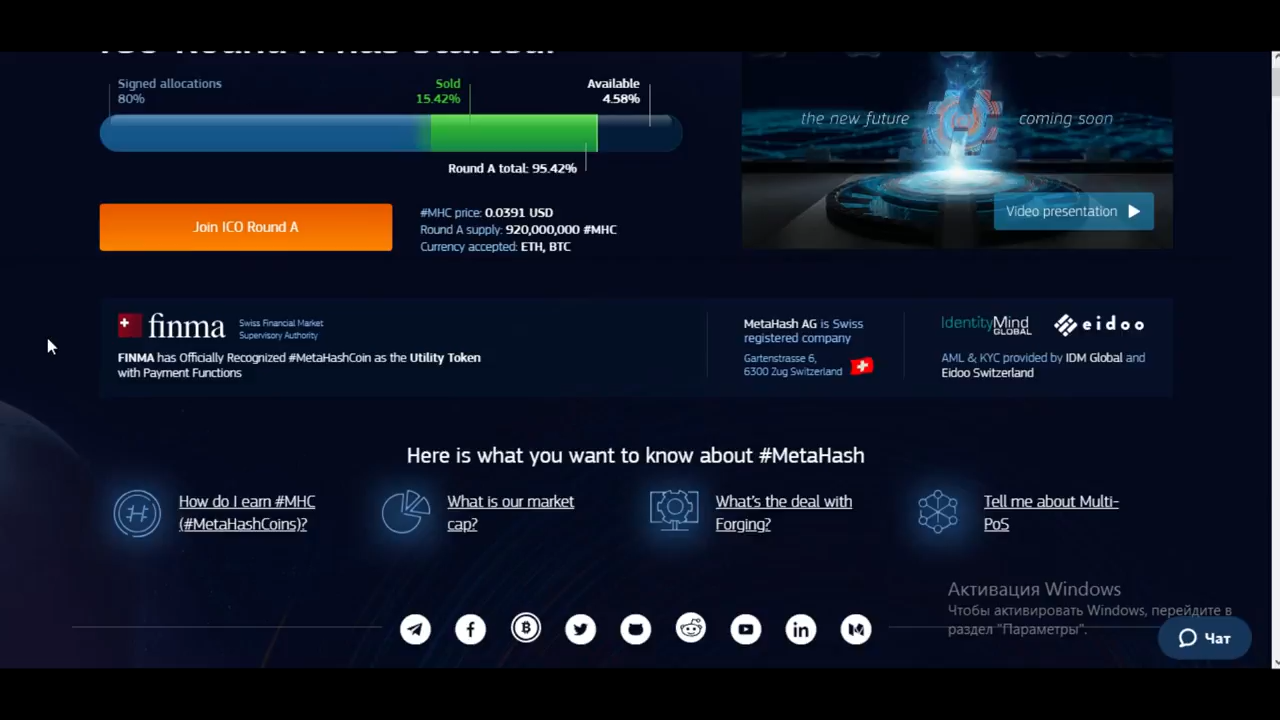 ICO Round A has started!
Signed allocations
80%
Sold
15.42%
Available
4.58%
Round A total: 95.42%
Join ICO Round A
#MHC price: 0.0391 USD
Round A supply: 920,000,000 #MHC
Currency accepted: ETH, BTC
the new future
coming soon
Video presentation
finma
Swiss Financial Market
Supervisory Authority
FINMA has Officially Recognized #MetaHashCoin as the Utility Token
with Payment Functions
MetaHash AG is Swiss
registered company
Gartenstrasse 6,
6300 Zug Switzerland
IdentityMind
GLOBAL
eidoo
AML & KYC provided by IDM Global and
Eidoo Switzerland
Here is what you want to know about #MetaHash
How do I earn #MHC
(#MetaHashCoins)?
What is our market
cap?
What's the deal with
Forging?
Tell me about Multi-
PoS
Активация Windows
Чтобы активировать Windows, перейдите в
раздел "Параметры".
Чат